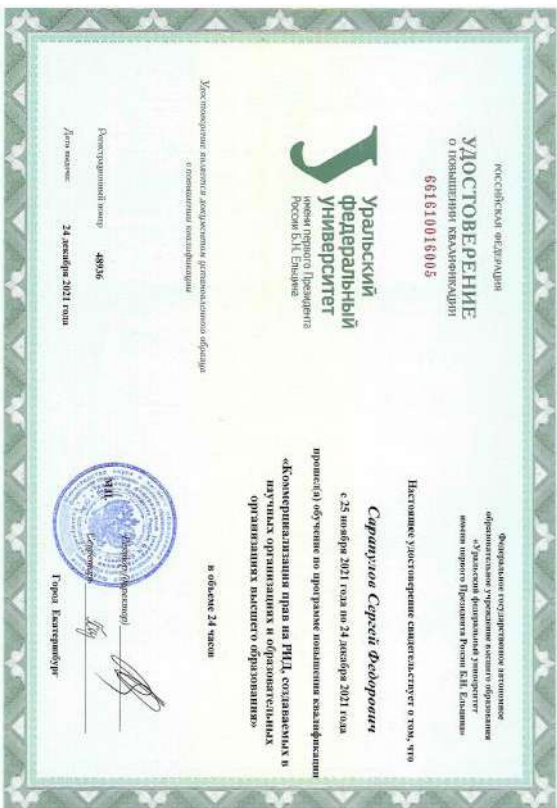 РОССИЙСКАЯ ФЕДЕРАЦИЯ
УДОСТОВЕРЕНИЕ
О ПОВЫШЕНИИ КВАЛИФИКАЦИИ
661610016005
Уральский
федеральный
университет
имени первого Президента
России Б.Н. Ельцина
Удостоверение является документом установленного образца
о повышении квалификации
Регистрационный номер 48936
Дата выдачи: 24 декабря 2021 года
Федеральное государственное автономное
образовательное учреждение высшего образования
«Уральский федеральный университет
имени первого Президента России Б.Н. Ельцина»
Настоящее удостоверение свидетельствует о том, что
Сарапулов Сергей Федорович
с 25 ноября 2021 года по 24 декабря 2021 года
прошел(а) обучение по программе повышения квалификации
«Коммерциализация прав на РИД, создаваемых в
научных организациях и образовательных
организациях высшего образования»
в объеме 24 часов
Ректор (директор)
М.П.
Секретарь
Город Екатеринбург